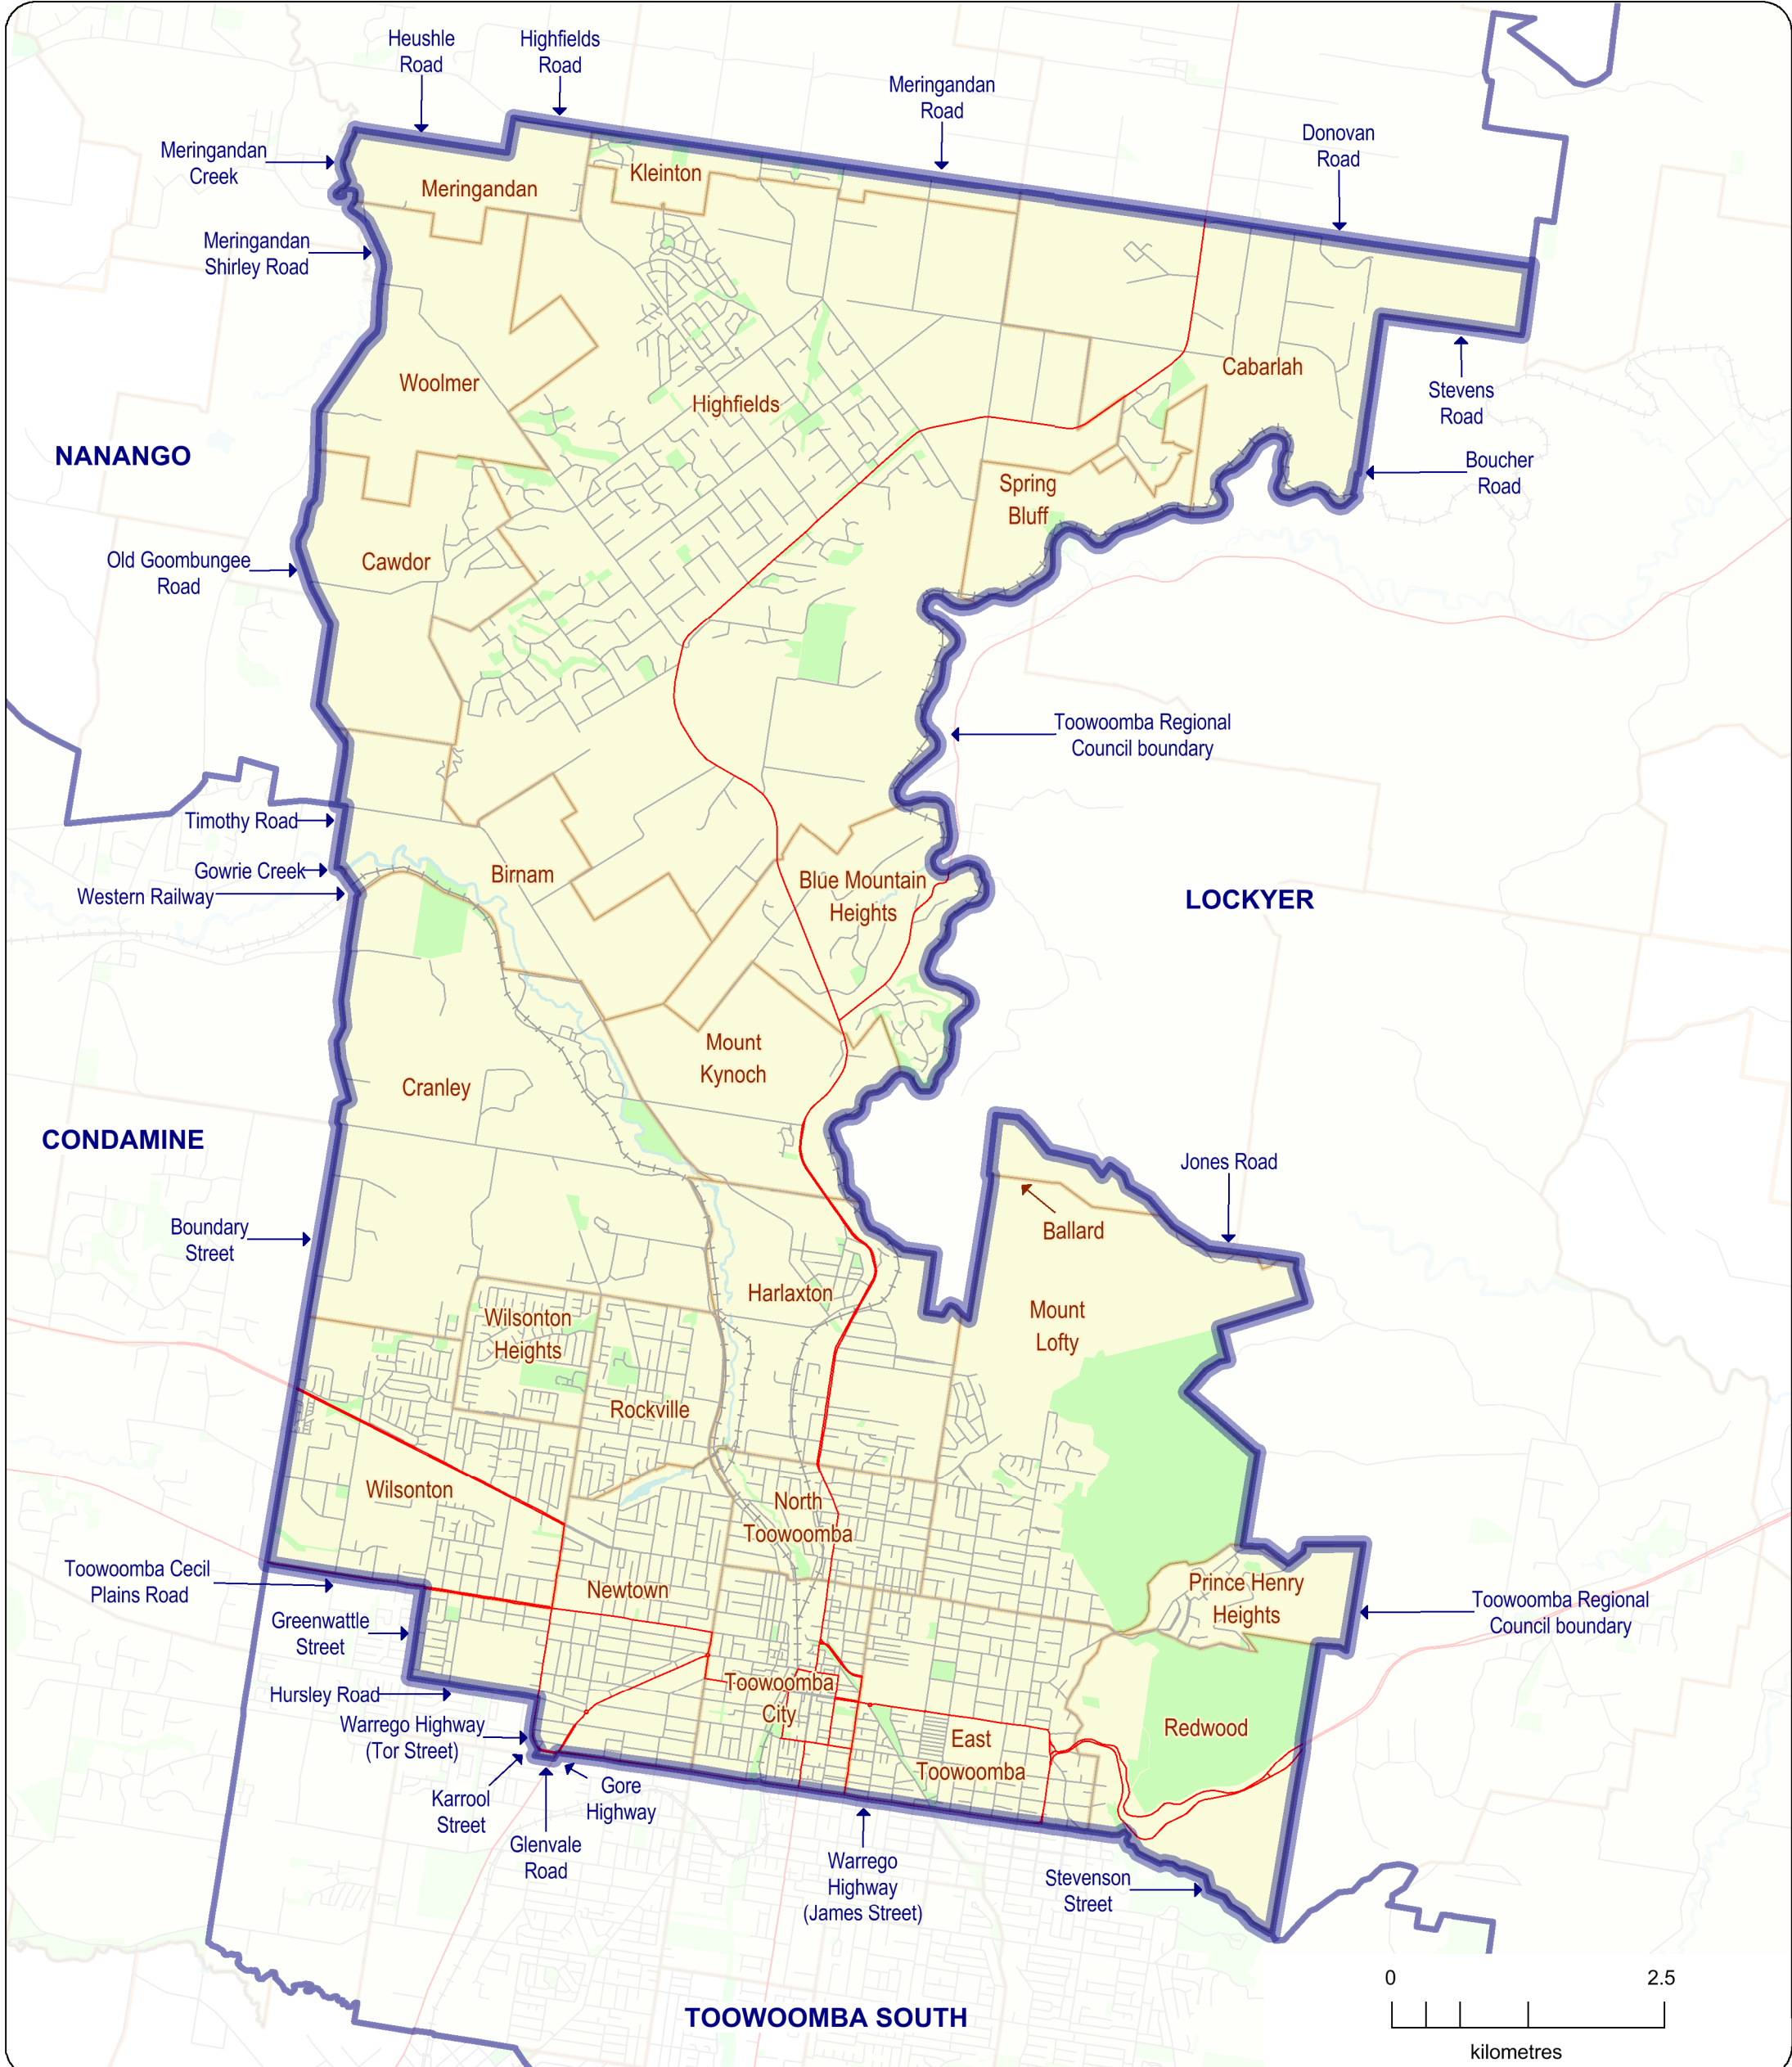 Heushle
Road
Highfields
Road
Meringandan
Road
Donovan
Road
Meringandan
Creek
Meringandan
Kleinton
Meringandan
Shirley Road
Woolmer
Highfields
Cabarlah
Stevens
Road
NANANGO
Boucher
Road
Spring
Bluff
Old Goombungee
Road
Cawdor
Toowoomba Regional
Council boundary
Timothy Road
Gowrie Creek
Western Railway
Birnam
Blue Mountain
Heights
LOCKYER
Mount
Kynoch
Cranley
CONDAMINE
Jones Road
Boundary
Street
Ballard
Harlaxton
Wilsonton
Heights
Mount
Lofty
Rockville
Wilsonton
North
Toowoomba
Toowoomba Cecil
Plains Road
Newtown
Prince Henry
Heights
Toowoomba Regional
Council boundary
Greenwattle
Street
Hursley Road
Toowoomba
City
Warrego Highway
(Tor Street)
East
Toowoomba
Redwood
Karrool
Street
Gore
Highway
Glenvale
Road
Warrego
Highway
(James Street)
Stevenson
Street
TOOWOOMBA SOUTH
0
2.5
kilometres